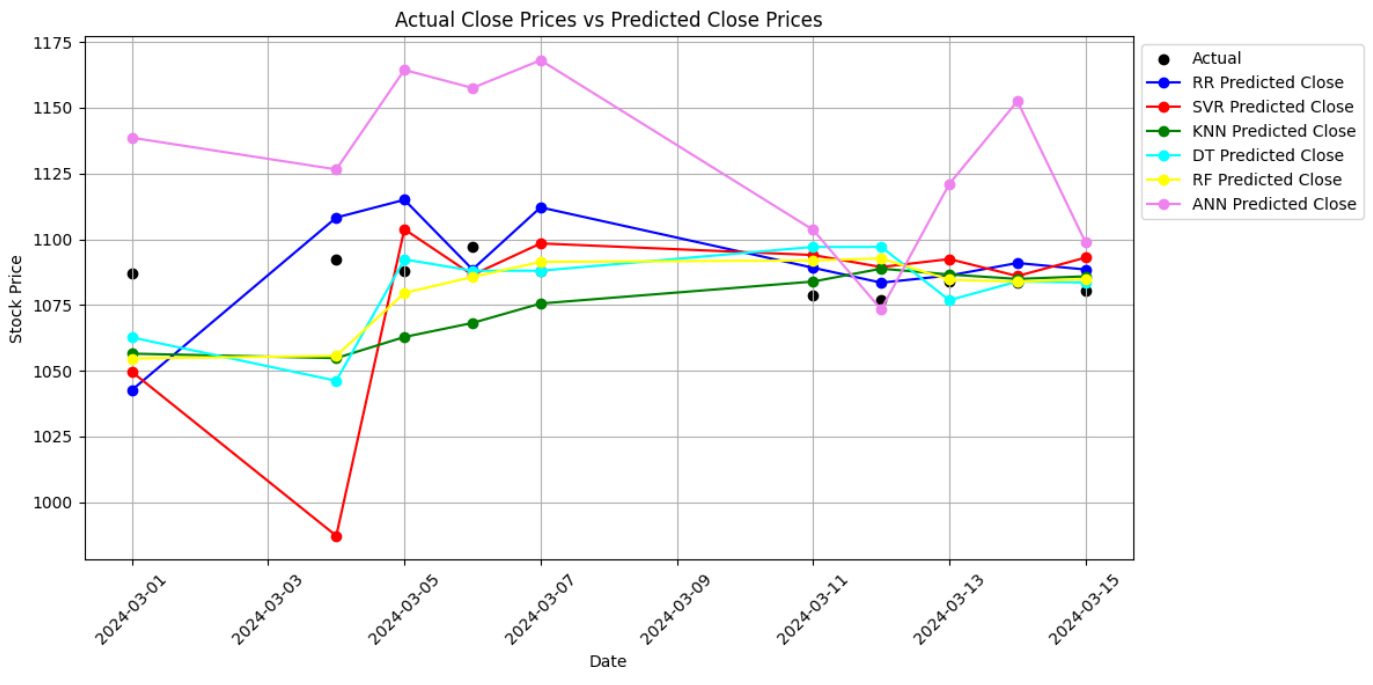 Actual Close Prices vs Predicted Close Prices
1175
1150
1125
1100
1075
1050
1025
1000
Stock Price
2024-03-01
2024-03-03
2024-03-05
2024-03-07
2024-03-09
2024-03-11
2024-03-13
2024-03-15
Date
Actual
RR Predicted Close
SVR Predicted Close
KNN Predicted Close
DT Predicted Close
RF Predicted Close
ANN Predicted Close